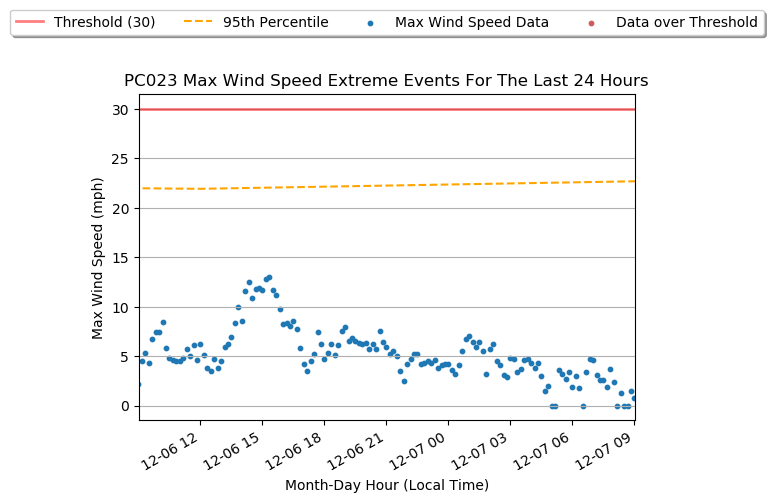 Threshold (30) 95th Percentile Max Wind Speed Data Data over Threshold
PC023 Max Wind Speed Extreme Events For The Last 24 Hours
30
25
20
15
10
5
0
Max Wind Speed (mph)
12-06 12 12-06 15 12-06 18 12-06 21 12-07 00 12-07 03 12-07 06 12-07 09
Month-Day Hour (Local Time)